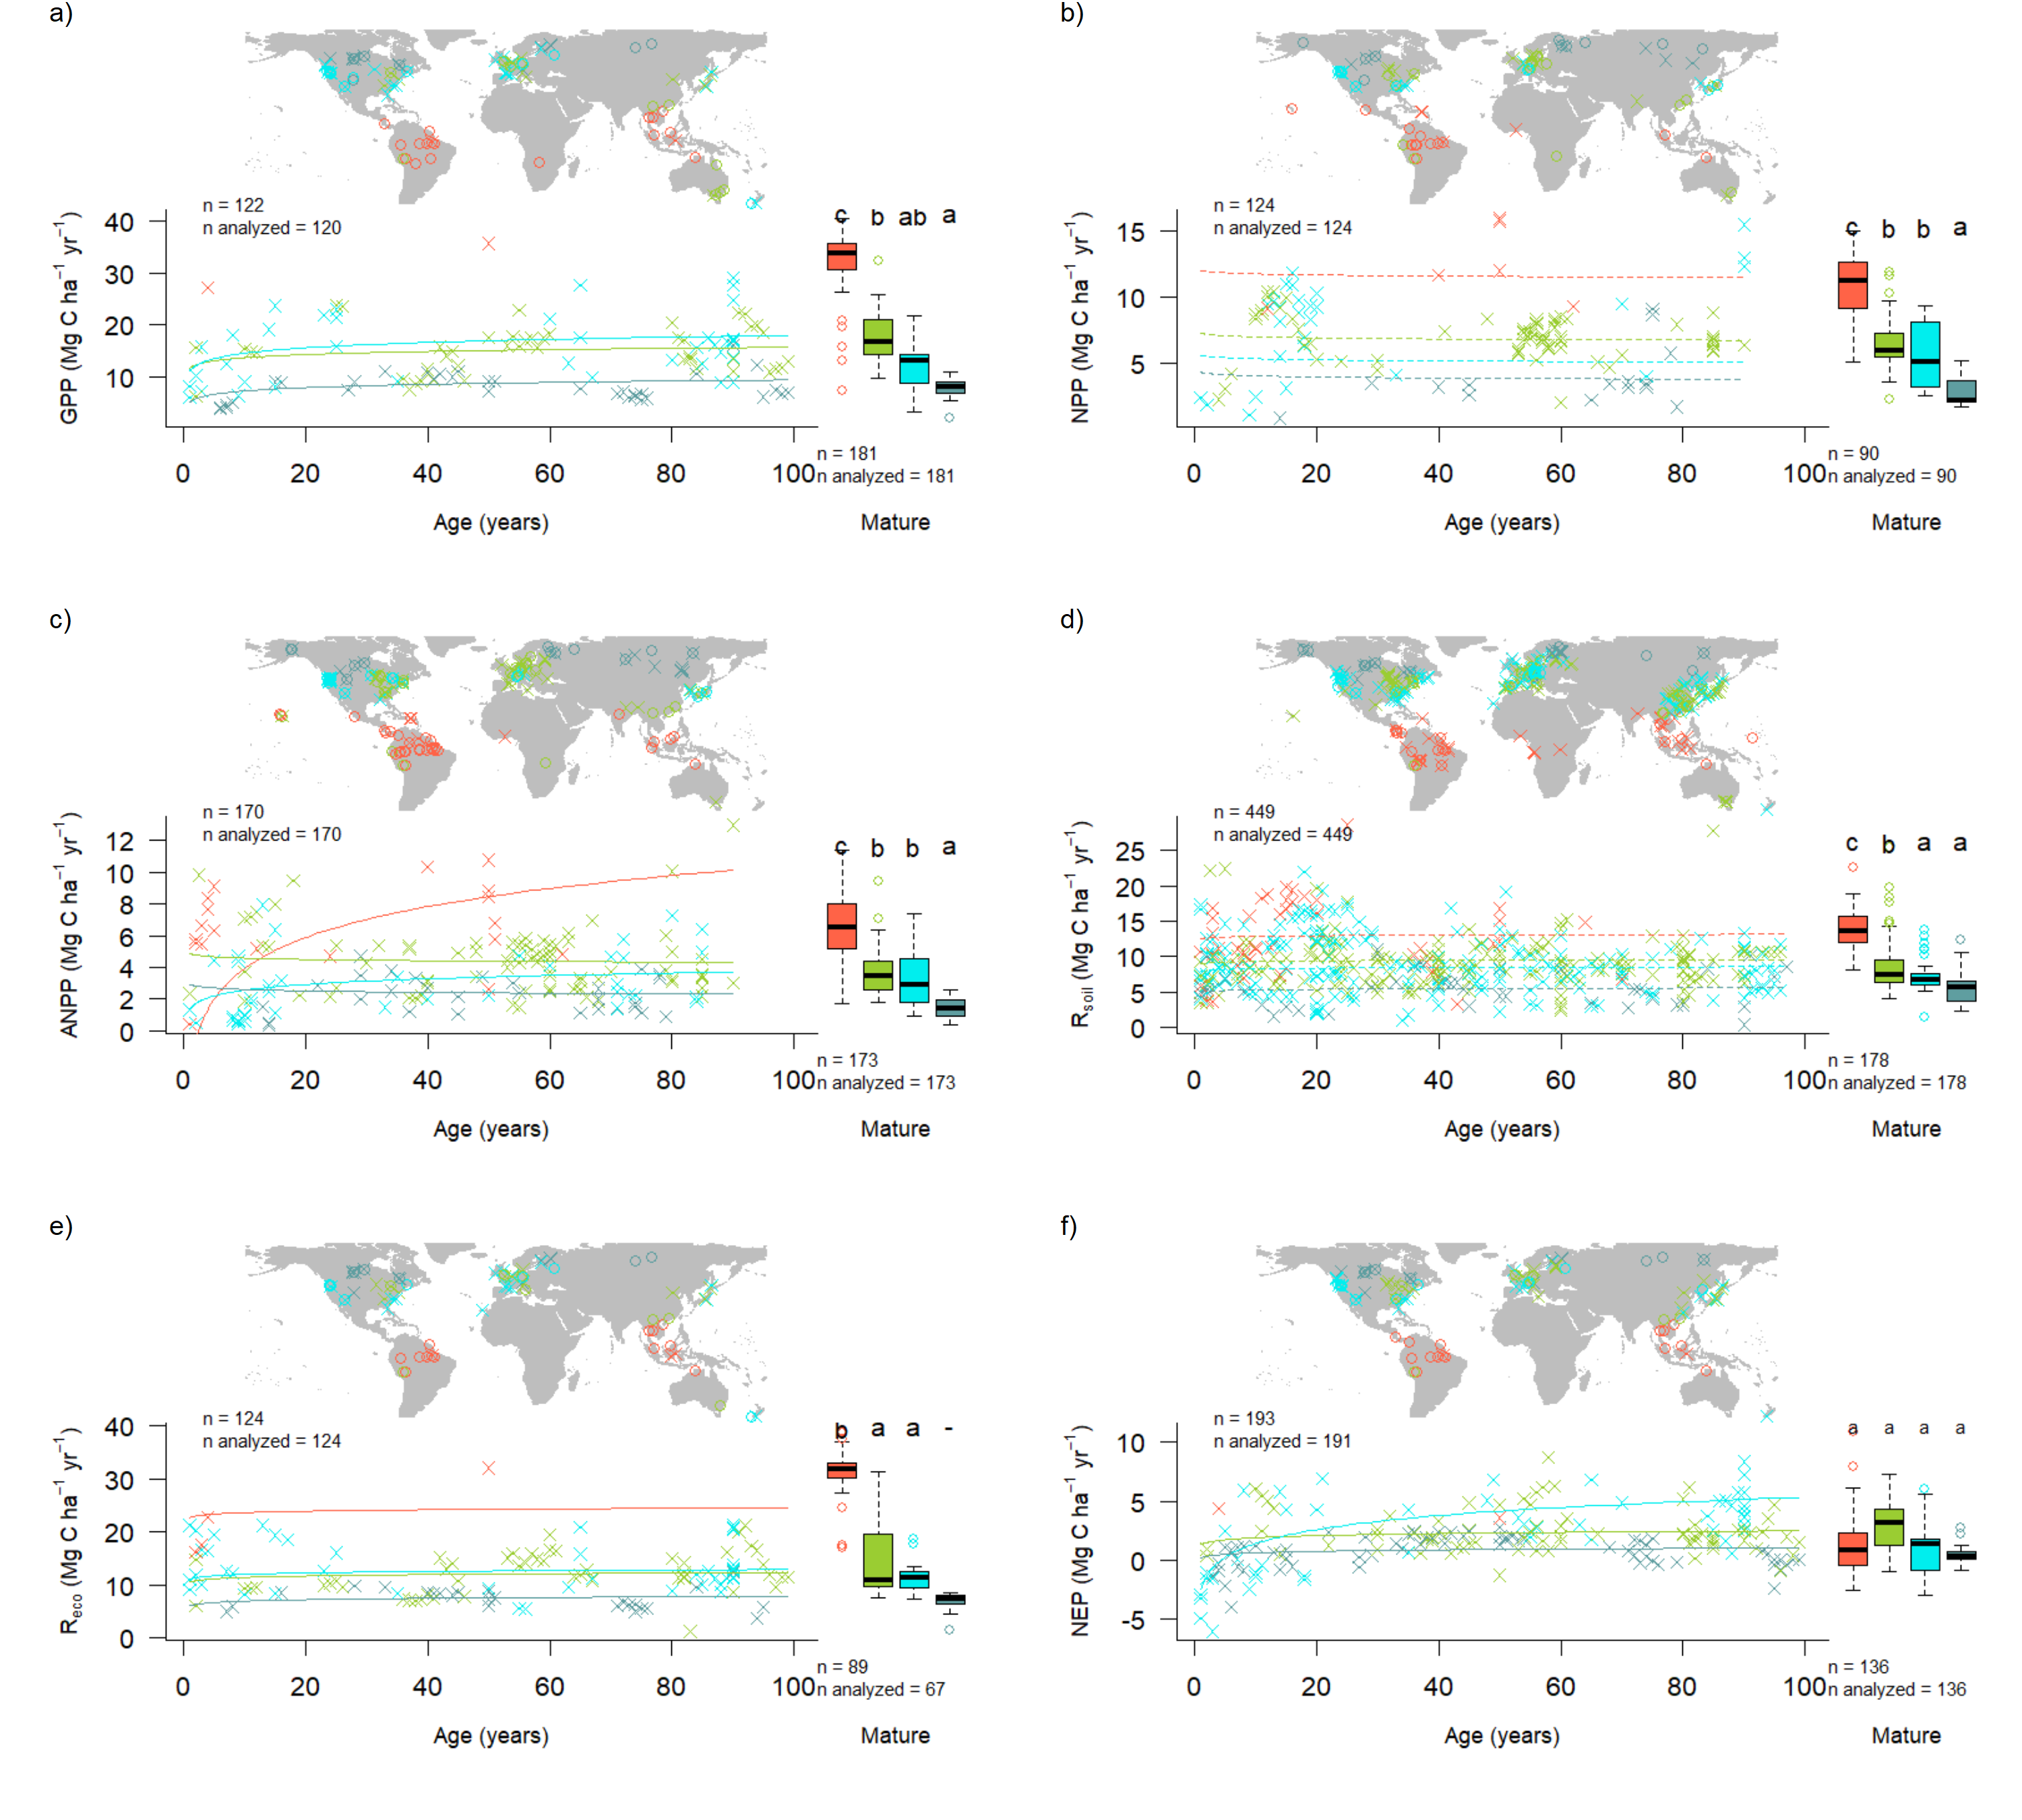 a)
n = 122
n analyzed = 120
GPP (Mg C ha⁻¹ yr⁻¹)
40
30
20
10
0 20 40 60 80 100
Age (years)
c b ab a
n = 181
n analyzed = 181
Mature
b)
n = 124
n analyzed = 124
NPP (Mg C ha⁻¹ yr⁻¹)
15
10
5
0 20 40 60 80 100
Age (years)
c b b a
n = 90
n analyzed = 90
Mature
c)
n = 170
n analyzed = 170
ANPP (Mg C ha⁻¹ yr⁻¹)
12
10
8
6
4
2
0
0 20 40 60 80 100
Age (years)
c b b a
n = 173
n analyzed = 173
Mature
d)
n = 449
n analyzed = 449
Rsoil (Mg C ha⁻¹ yr⁻¹)
25
20
15
10
5
0
0 20 40 60 80 100
Age (years)
c b a a
n = 178
n analyzed = 178
Mature
e)
n = 124
n analyzed = 124
Reco (Mg C ha⁻¹ yr⁻¹)
40
30
20
10
0
0 20 40 60 80 100
Age (years)
b a a -
n = 89
n analyzed = 67
Mature
f)
n = 193
n analyzed = 191
NEP (Mg C ha⁻¹ yr⁻¹)
10
5
0
-5
0 20 40 60 80 100
Age (years)
a a a a
n = 136
n analyzed = 136
Mature